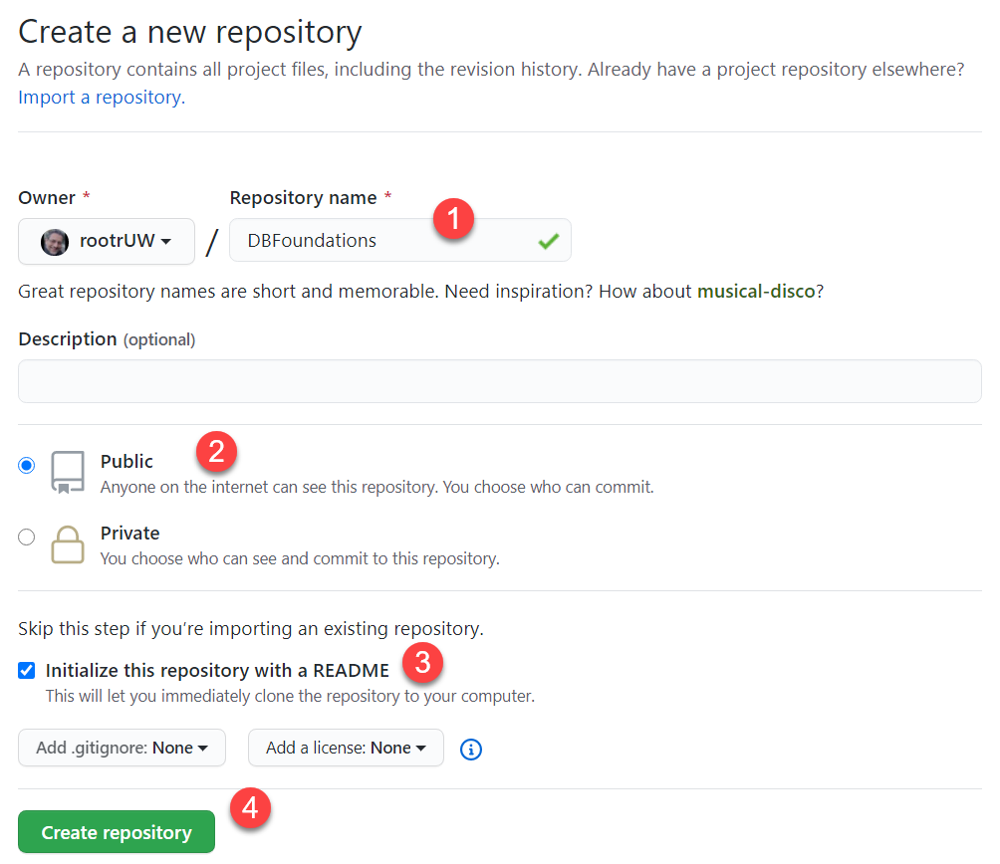 Create a new repository
A repository contains all project files, including the revision history. Already have a project repository elsewhere?
Import a repository.
Owner *
Repository name *
1
rootrUW
/
DBFoundations
Great repository names are short and memorable. Need inspiration? How about musical-disco?
Description (optional)
2
Public
Anyone on the internet can see this repository. You choose who can commit.
Private
You choose who can see and commit to this repository.
Skip this step if you’re importing an existing repository.
Initialize this repository with a README
3
This will let you immediately clone the repository to your computer.
Add .gitignore: None
Add a license: None
4
Create repository